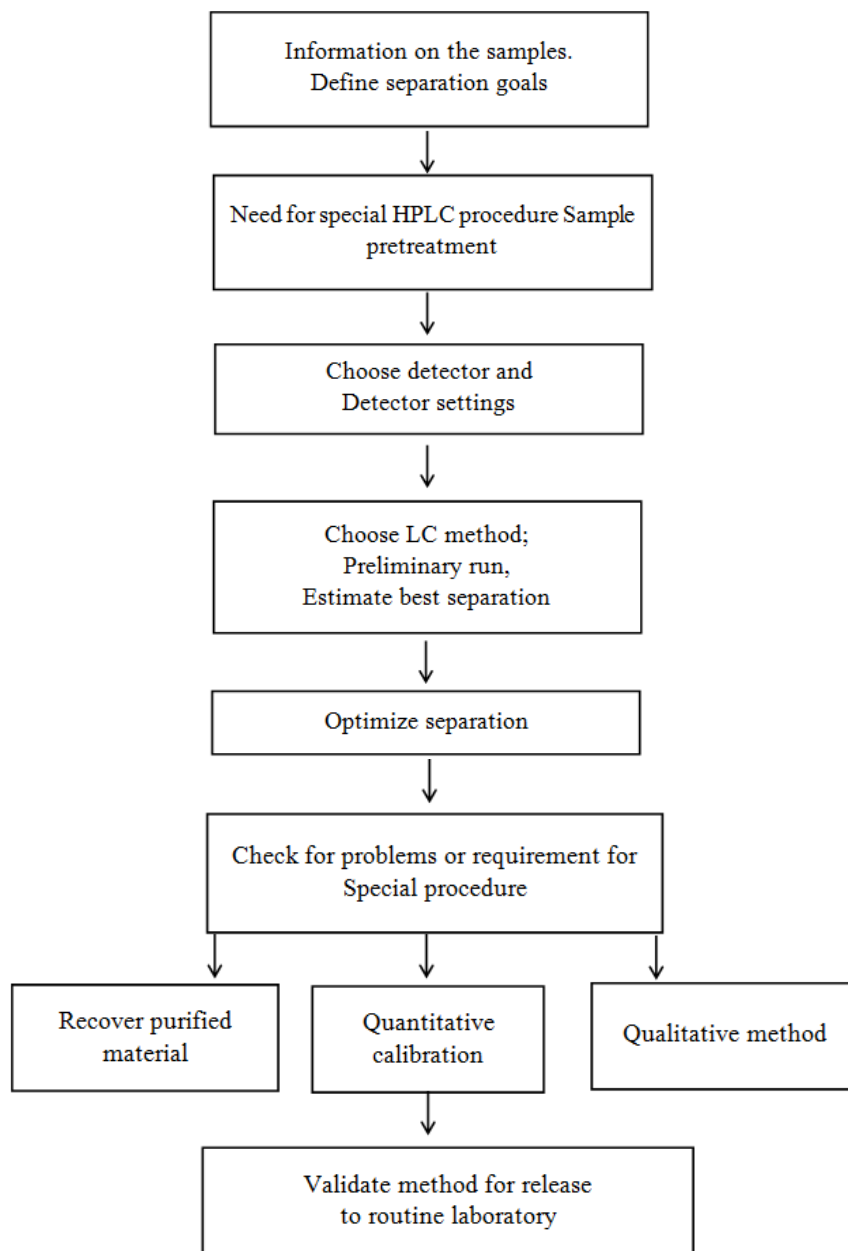 Information on the samples.
Define separation goals
Need for special HPLC procedure Sample
pretreatment
Choose detector and
Detector settings
Choose LC method;
Preliminary run,
Estimate best separation
Optimize separation
Check for problems or requirement for
Special procedure
Recover purified
material
Quantitative
calibration
Qualitative method
Validate method for release
to routine laboratory